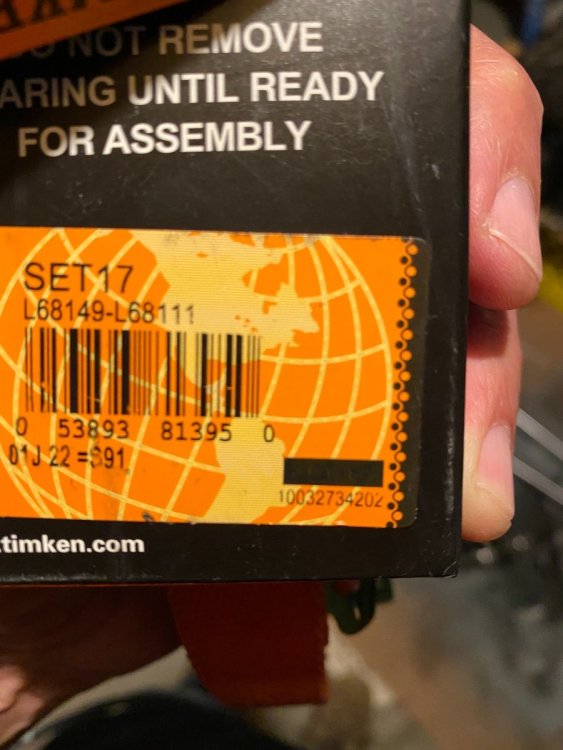 NOT REMOVE
ARING UNTIL READY
FOR ASSEMBLY
SET17
L68149-L68111
0 53893 81395 0
01J 22 =S91
10032734202
.timken.com